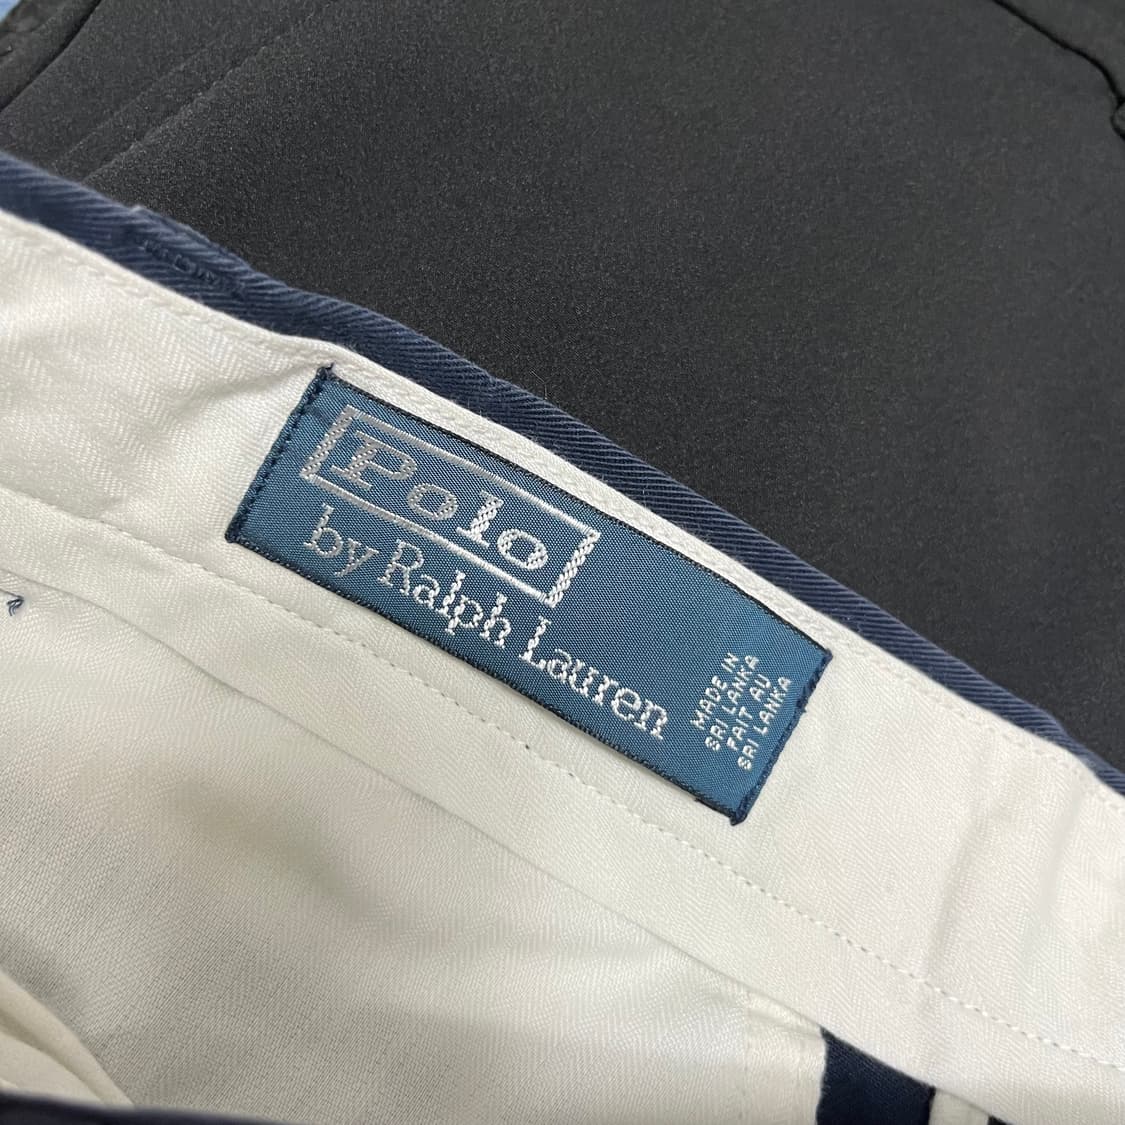 Polo
by Ralph Lauren
MADE IN
SRI LANKA
FAIT AU
SRI LANKA